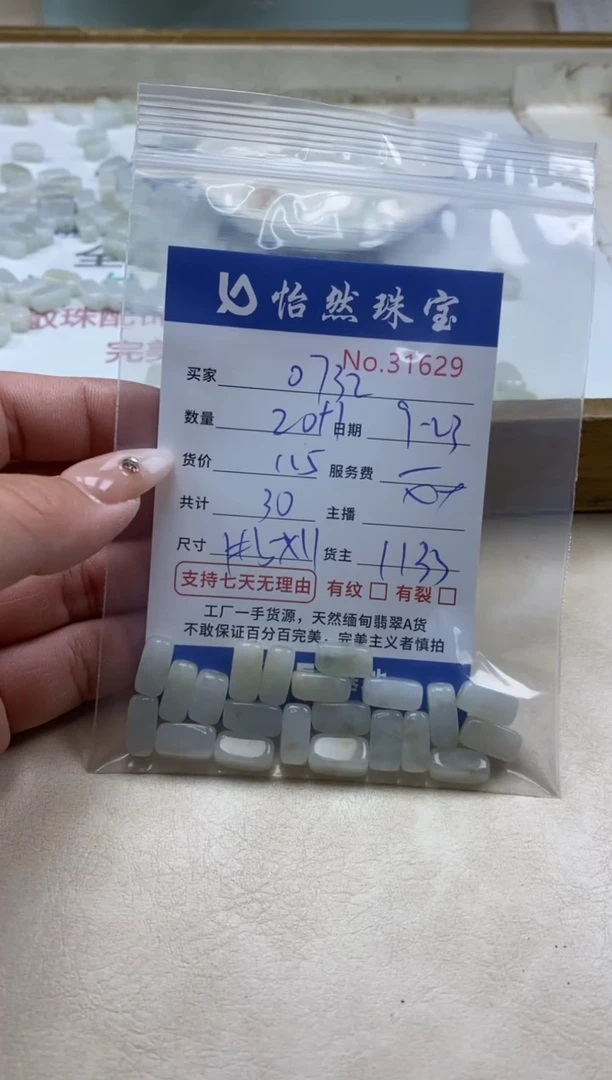 怡然珠宝
No.31629
买家 0732
数量 20+1 日期 9-23
货价 115 服务费
共计 30 主播
尺寸 货主 1133
支持七天无理由 有纹 □ 有裂 □
工厂一手货源，天然缅甸翡翠A货
不敢保证百分百完美，完美主义者慎拍